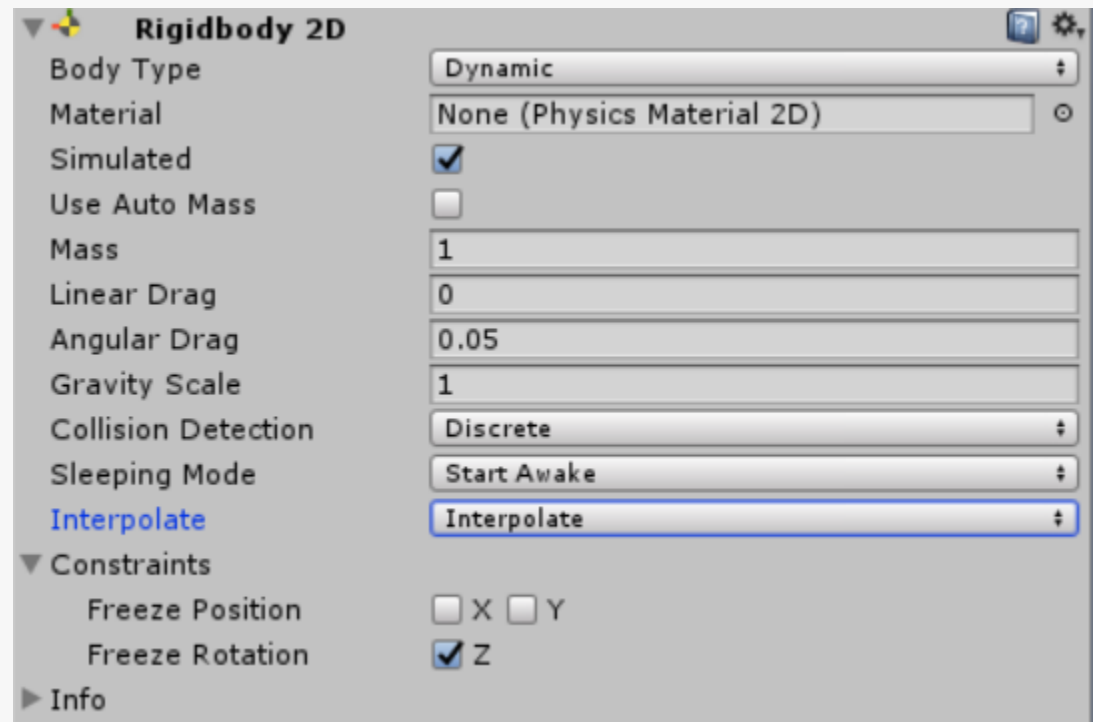 Rigidbody 2D
Body Type Dynamic
Material None (Physics Material 2D)
Simulated
Use Auto Mass
Mass 1
Linear Drag 0
Angular Drag 0.05
Gravity Scale 1
Collision Detection Discrete
Sleeping Mode Start Awake
Interpolate Interpolate
Constraints
Freeze Position X Y
Freeze Rotation Z
Info